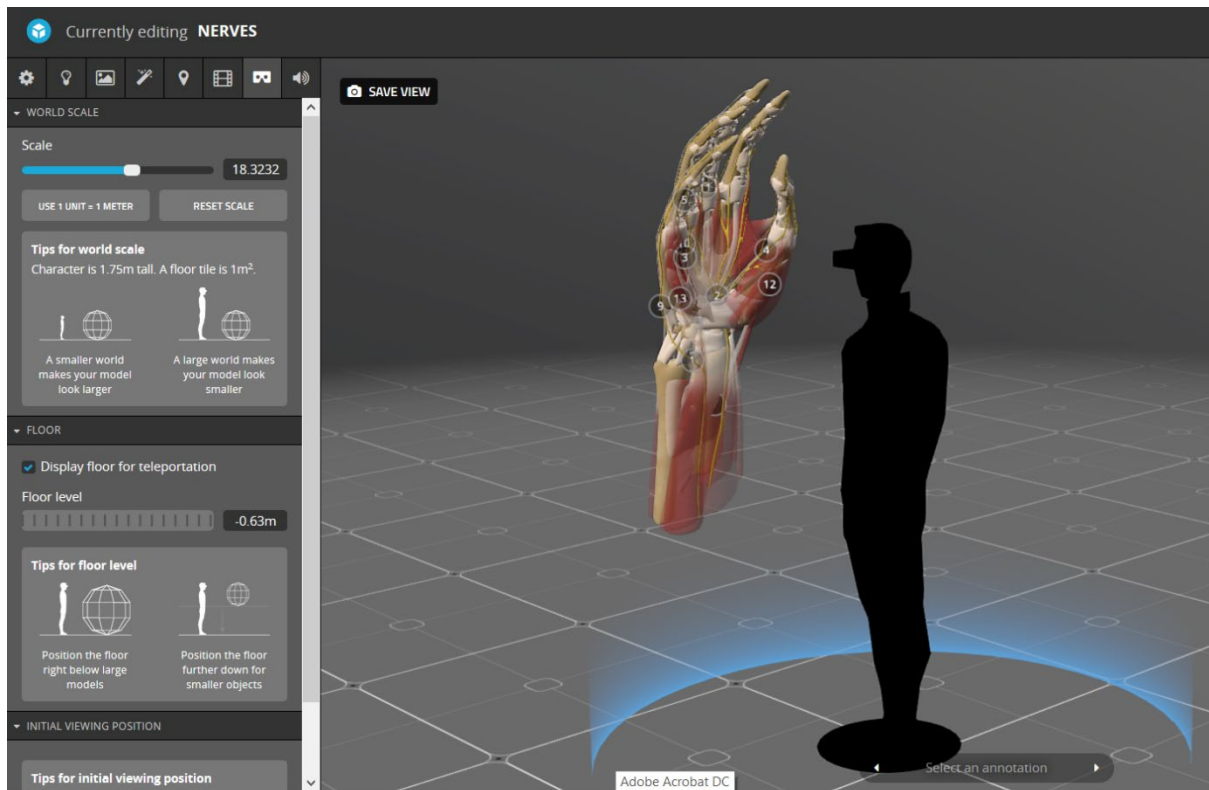 Currently editing NERVES
SAVE VIEW
WORLD SCALE
Scale
18.3232
USE 1 UNIT = 1 METER
RESET SCALE
Tips for world scale
Character is 1.75m tall. A floor tile is 1m².
A smaller world
makes your model
look larger
A large world makes
your model look
smaller
FLOOR
Display floor for teleportation
Floor level
-0.63m
Tips for floor level
Position the floor
right below large
models
Position the floor
further down for
smaller objects
INITIAL VIEWING POSITION
Tips for initial viewing position
5
3
4
12
2
13
9
Select an annotation
Adobe Acrobat DC